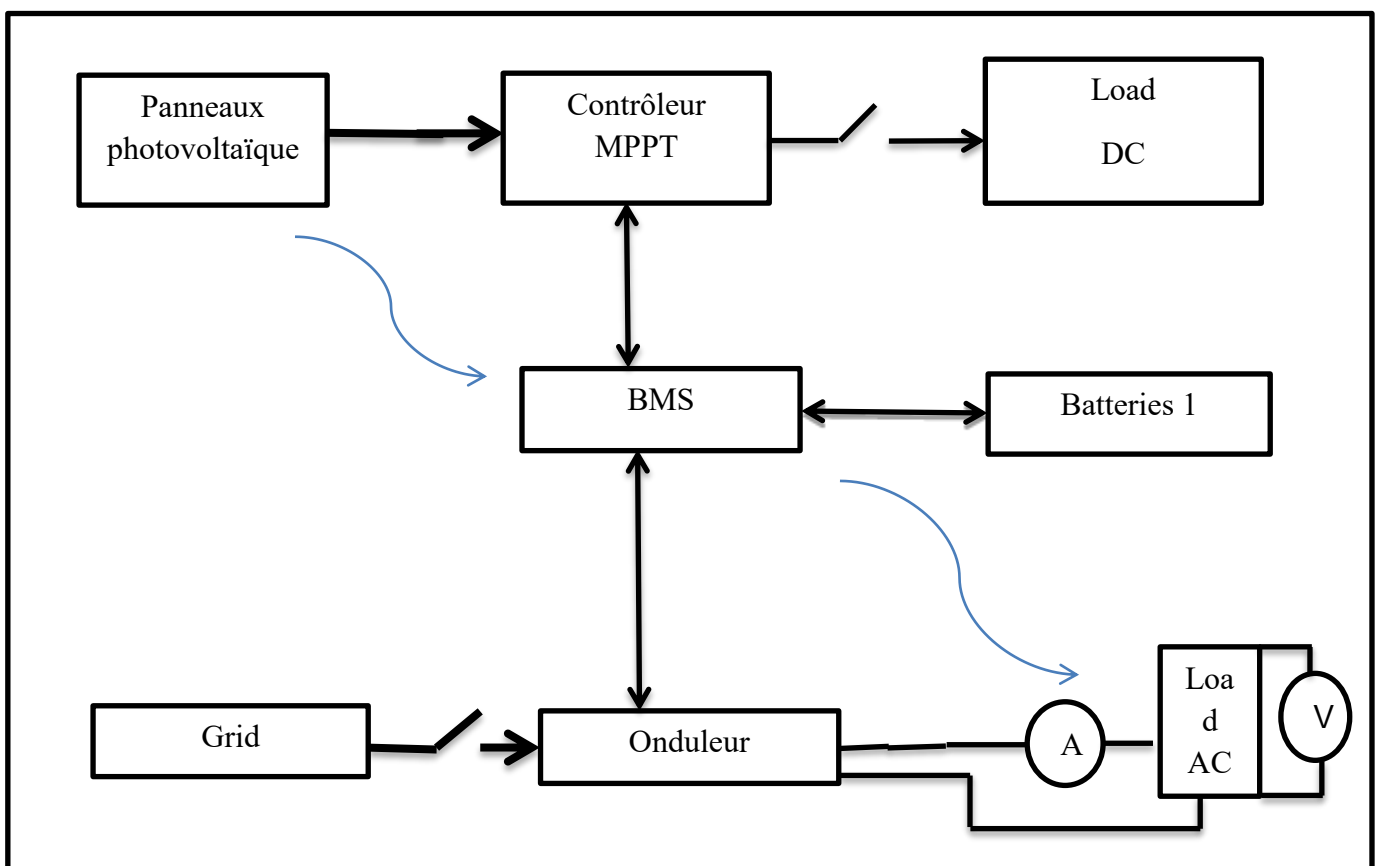 Panneaux
photovoltaïque
Contrôleur
MPPT
Load
DC
BMS
Batteries 1
Grid
Onduleur
A
Loa
d
AC
V